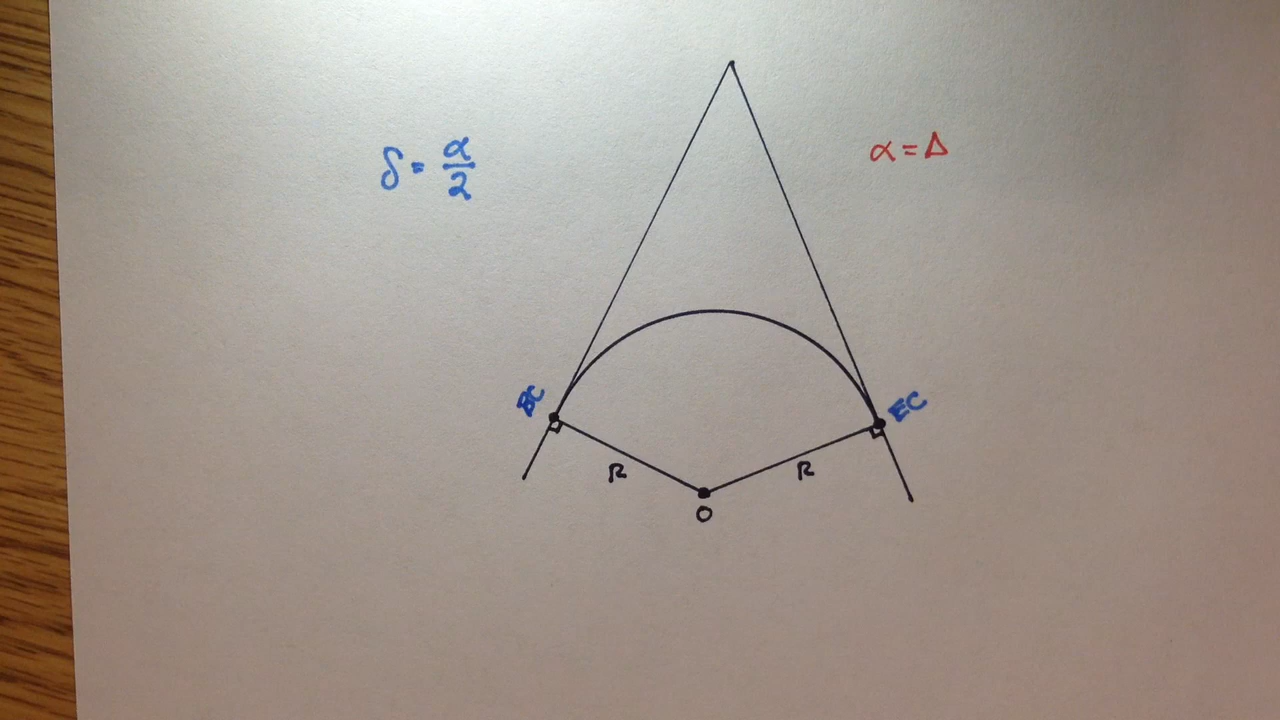 δ = α/2
α = Δ
BC
EC
R
R
O